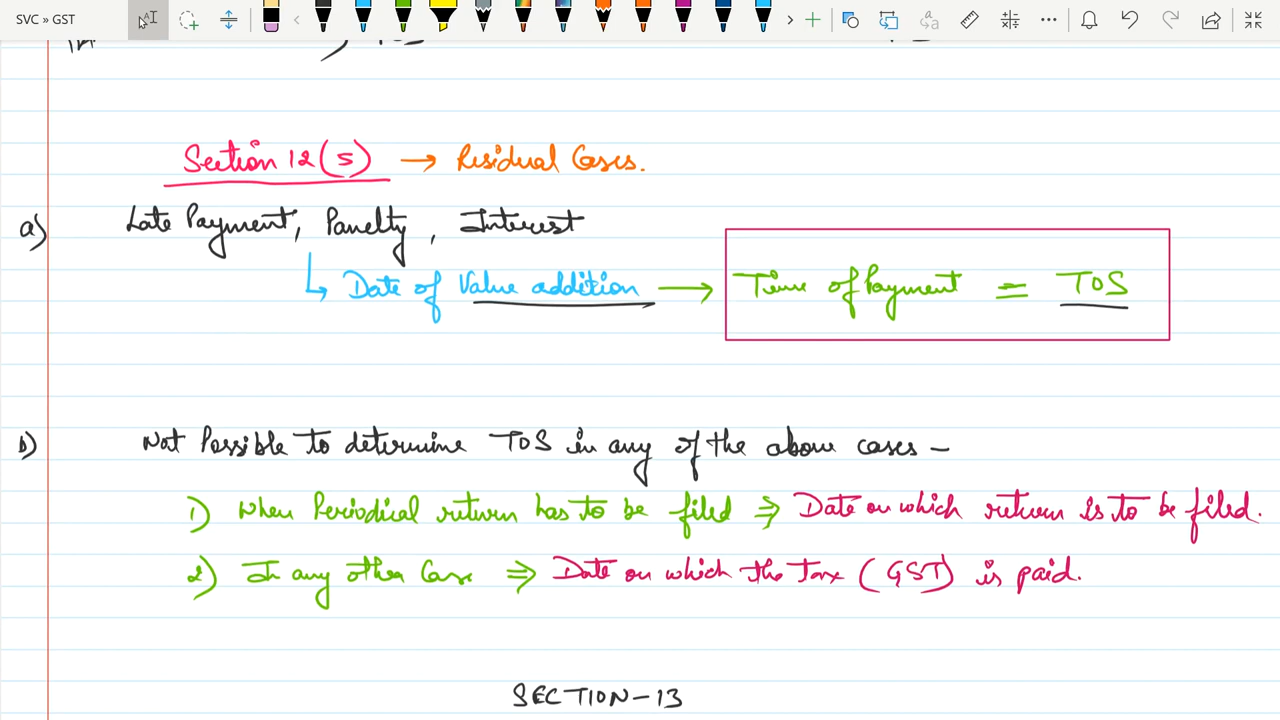 SVC » GST
Section 12(5) → Residual Cases.
a) Late Payment, Panelty, Interest
↳ Date of Value addition → Time of Payment = TOS
b) Not Possible to determine TOS in any of the above cases -
1) When Periodical return has to be filed ⇒ Date on which return is to be filed.
2) In any other Case ⇒ Date on which the Tax (GST) is paid.
SECTION-13